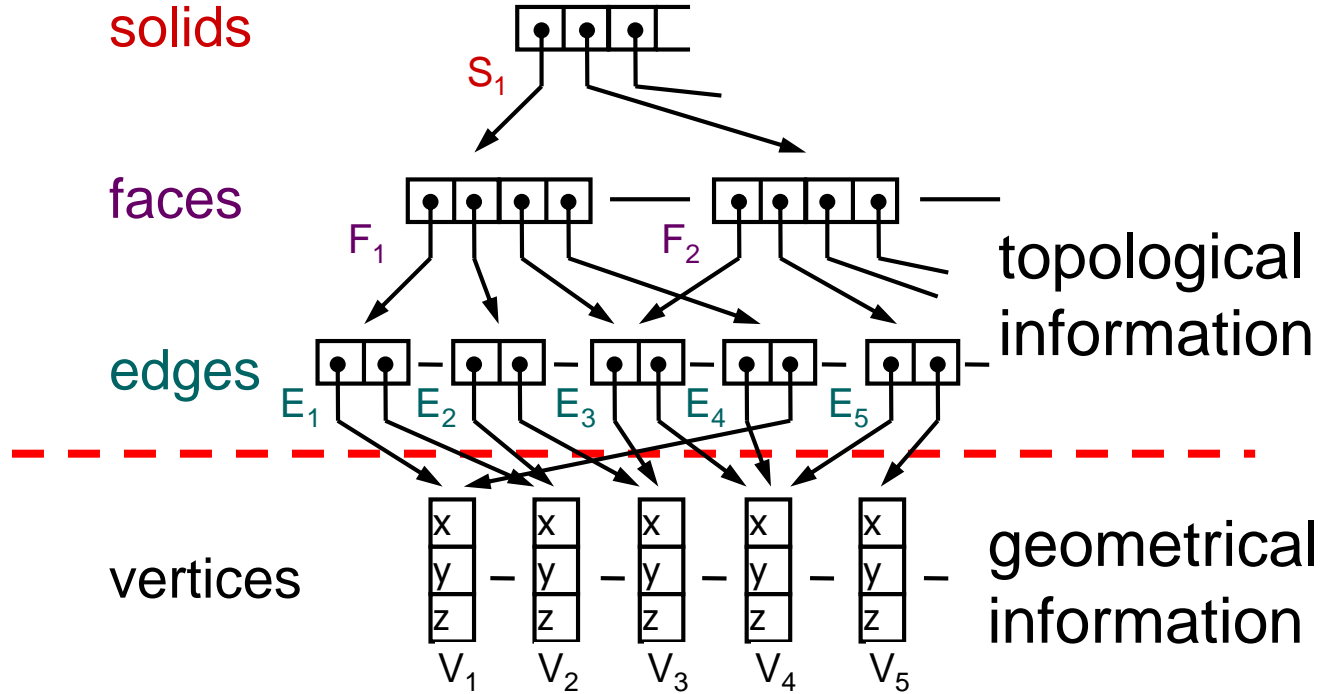 solids
S1
faces
F1 F2
topological
information
edges
E1 E2 E3 E4 E5
x x x x x
y y y y y
z z z z z
vertices
geometrical
information
V1 V2 V3 V4 V5